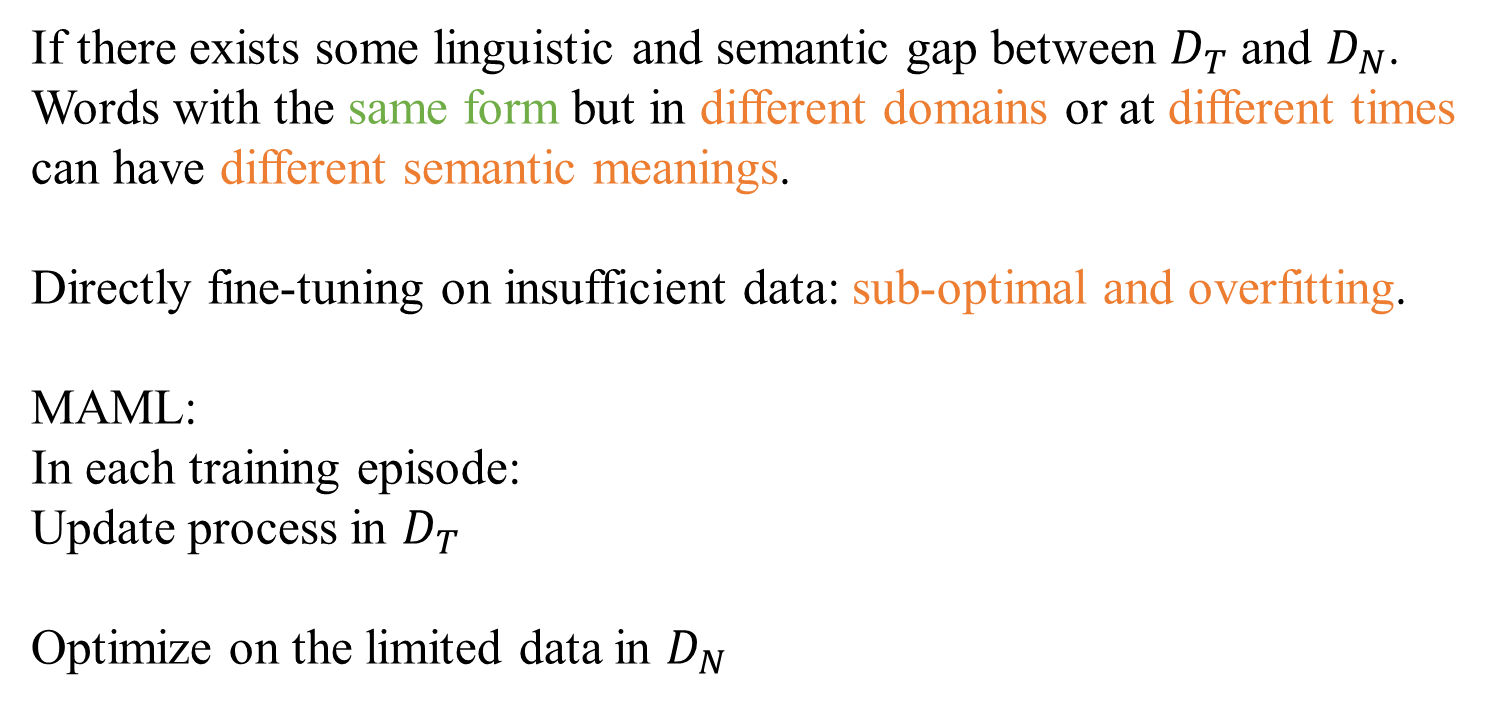 If there exists some linguistic and semantic gap between D_T and D_N.
Words with the same form but in different domains or at different times
can have different semantic meanings.
Directly fine-tuning on insufficient data: sub-optimal and overfitting.
MAML:
In each training episode:
Update process in D_T
Optimize on the limited data in D_N